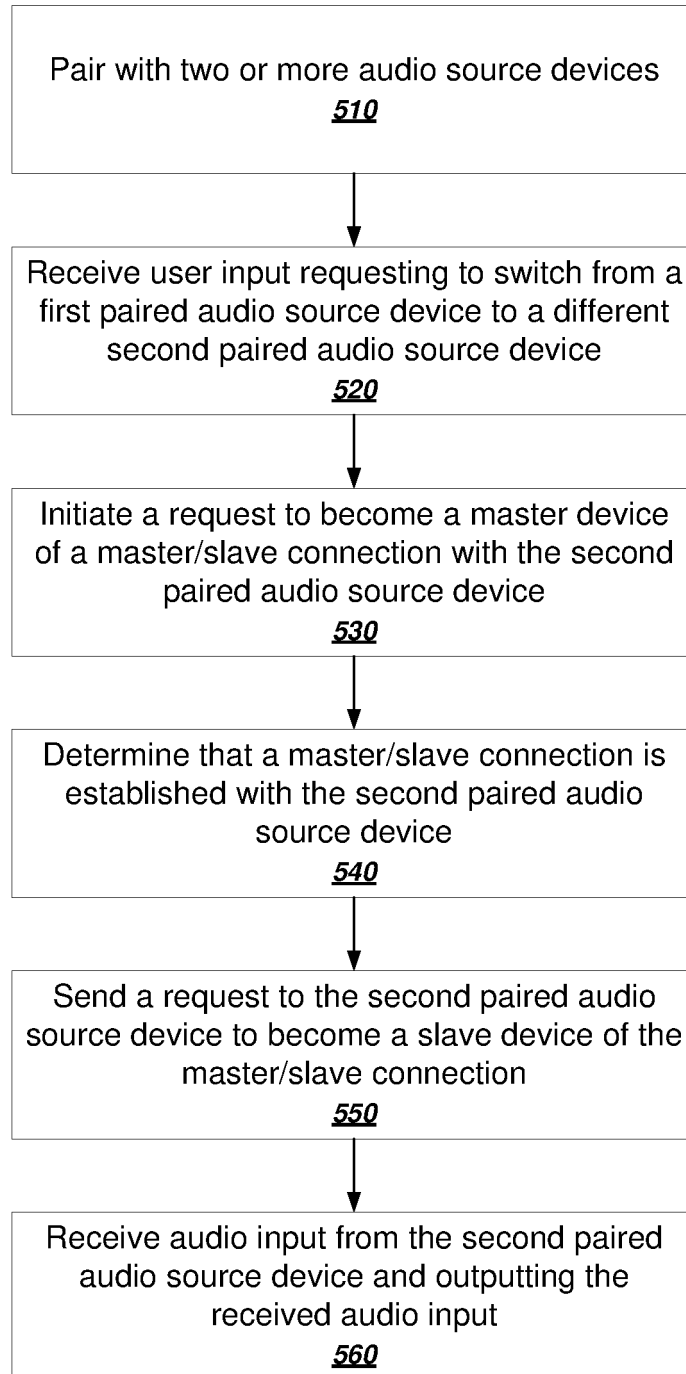 Pair with two or more audio source devices
510
Receive user input requesting to switch from a
first paired audio source device to a different
second paired audio source device
520
Initiate a request to become a master device
of a master/slave connection with the second
paired audio source device
530
Determine that a master/slave connection is
established with the second paired audio
source device
540
Send a request to the second paired audio
source device to become a slave device of the
master/slave connection
550
Receive audio input from the second paired
audio source device and outputting the
received audio input
560